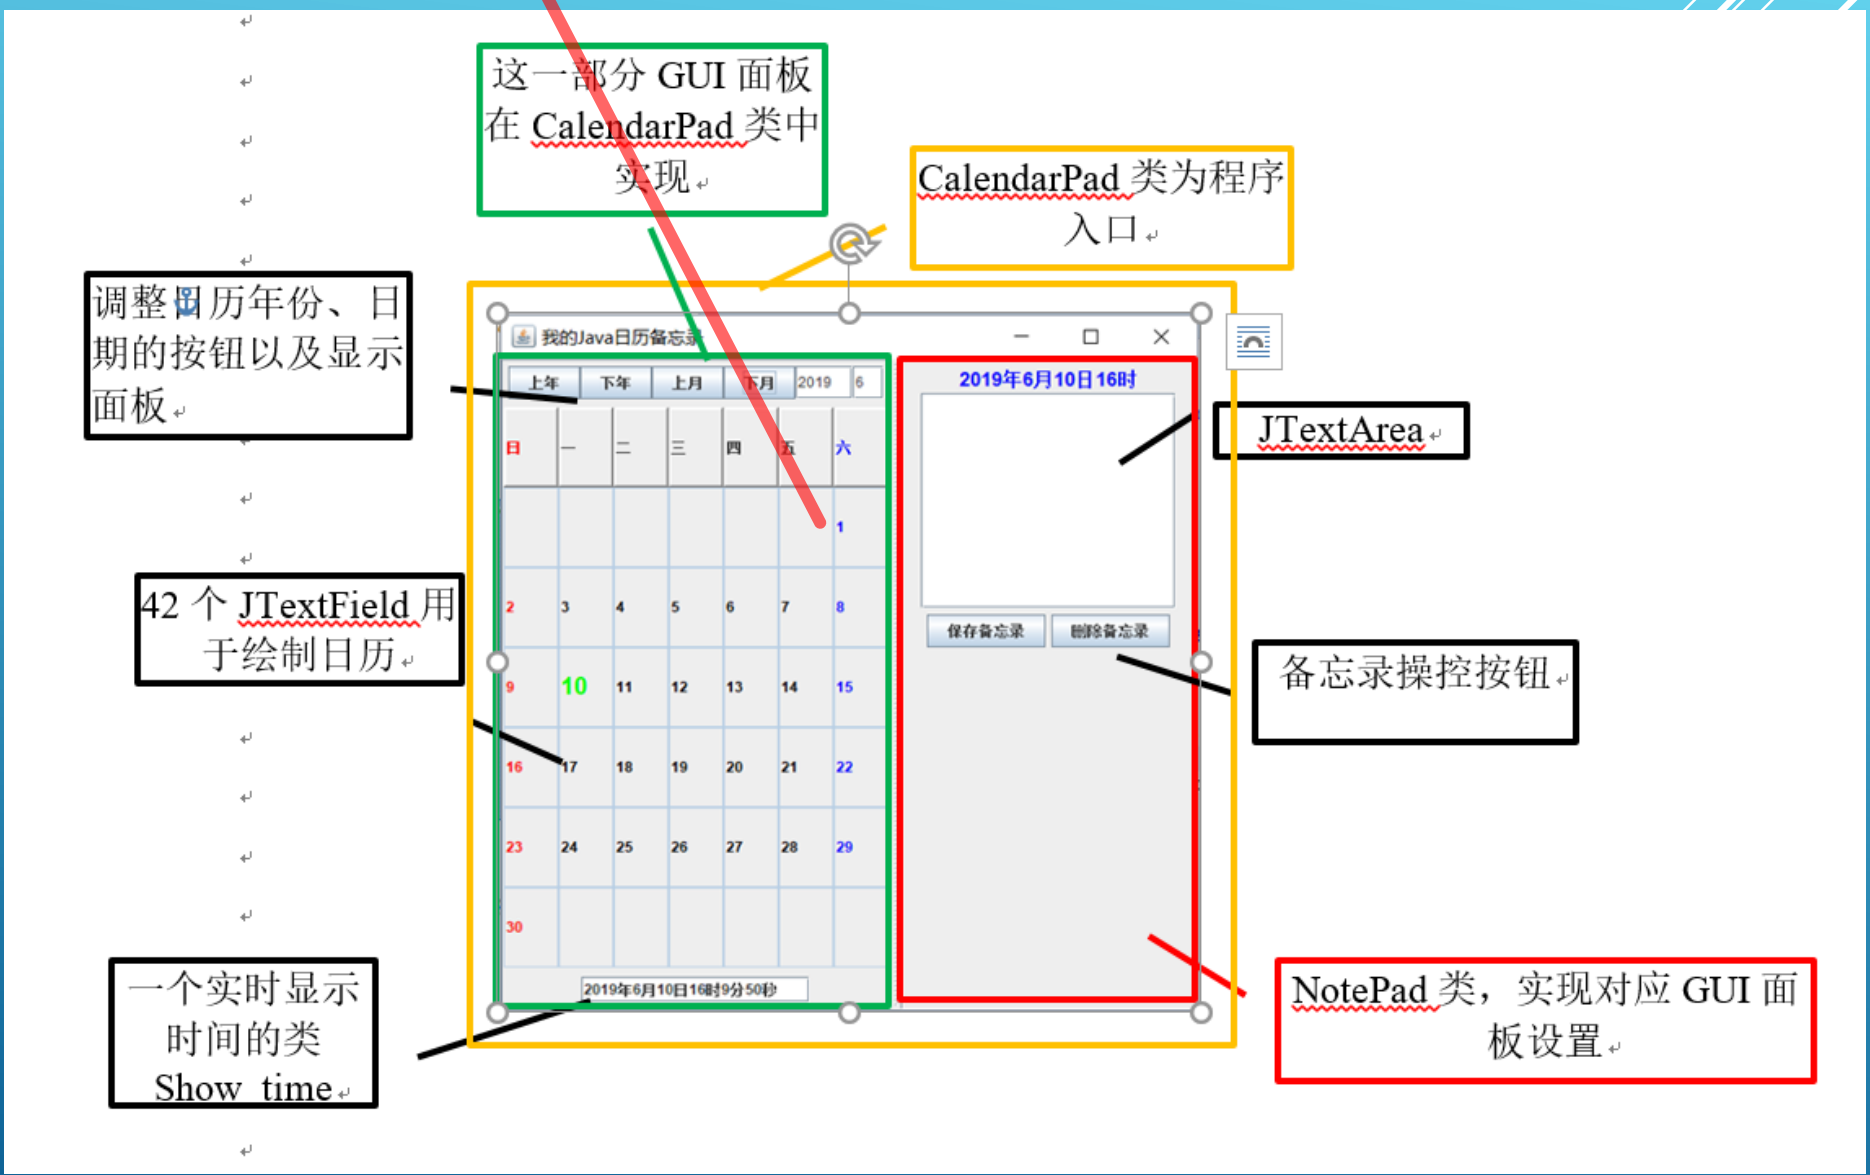 这一部分 GUI 面板
在 CalendarPad 类中
实现
CalendarPad 类为程序
入口
调整日历年份、日
期的按钮以及显示
面板
我的Java日历备忘录
上年 下年 上月 下月 2019 6
日 一 二 三 四 五 六
1
2 3 4 5 6 7 8
9 10 11 12 13 14 15
16 17 18 19 20 21 22
23 24 25 26 27 28 29
30
2019年6月10日16时9分50秒
2019年6月10日16时
保存备忘录 删除备忘录
JTextArea
42 个 JTextField 用
于绘制日历
备忘录操控按钮
一个实时显示
时间的类
Show_time
NotePad 类，实现对应 GUI 面
板设置